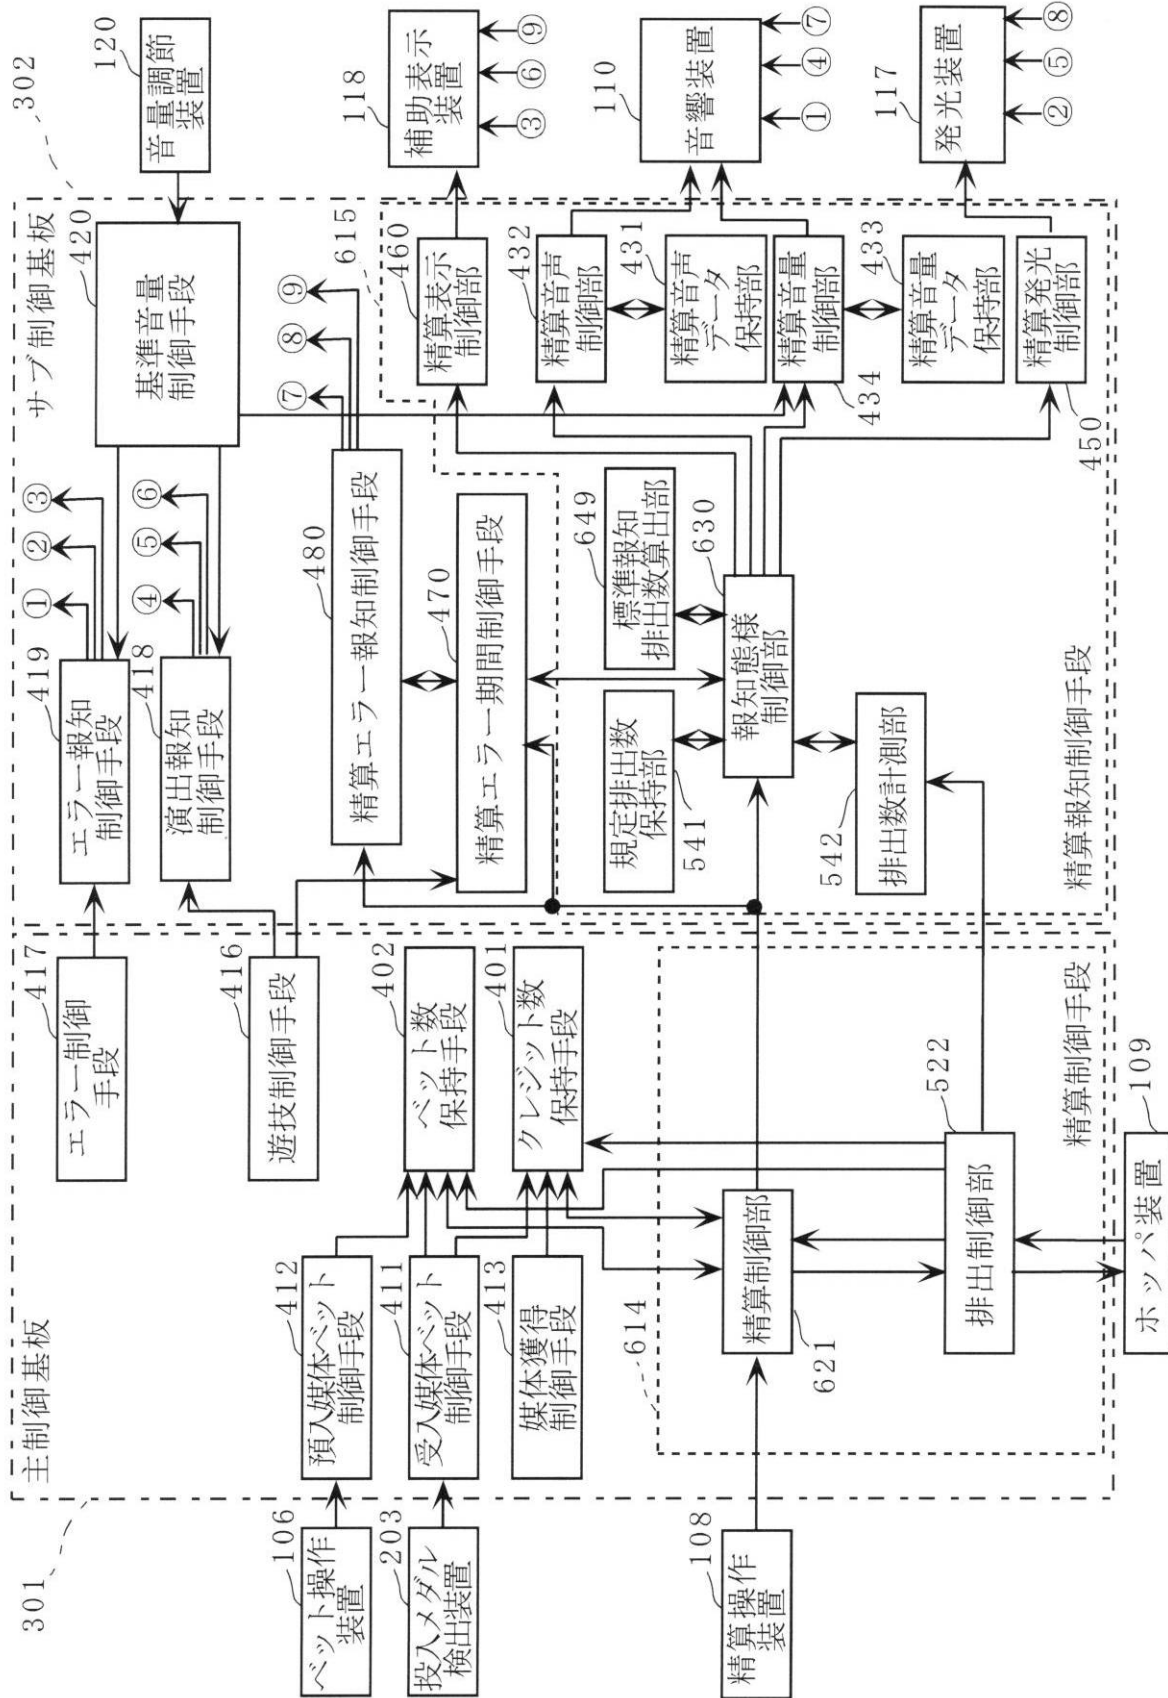 主制御基板
301
ベット操作
装置
106
投入メダル
検出装置
203
精算操作
装置
108
預入媒体ベット
制御手段
412
受入媒体ベット
制御手段
411
媒体獲得
制御手段
413
エラー制御
手段
417
遊技制御手段
416
ベット数
保持手段
402
クレジット数
保持手段
401
614
精算制御部
621
排出制御部
522
精算制御手段
ホッパ装置
109
サブ制御基板
302
エラー報知
制御手段
419
①
②
③
演出報知
制御手段
418
④
⑤
⑥
基準音量
制御手段
420
音量調節
装置
120
精算エラー報知制御手段
480
⑦
⑧
⑨
精算エラー期間制御手段
470
615
規定排出数
保持部
541
標準報知
排出数算出部
649
報知態様
制御部
630
排出数計測部
542
精算報知制御手段
精算表示
制御部
460
精算音声
制御部
432
精算音声
データ
保持部
431
精算音量
制御部
434
精算音量
データ
保持部
433
精算発光
制御部
450
補助表示
装置
118
③
⑥
⑨
音響装置
110
①
④
⑦
発光装置
117
②
⑤
⑧